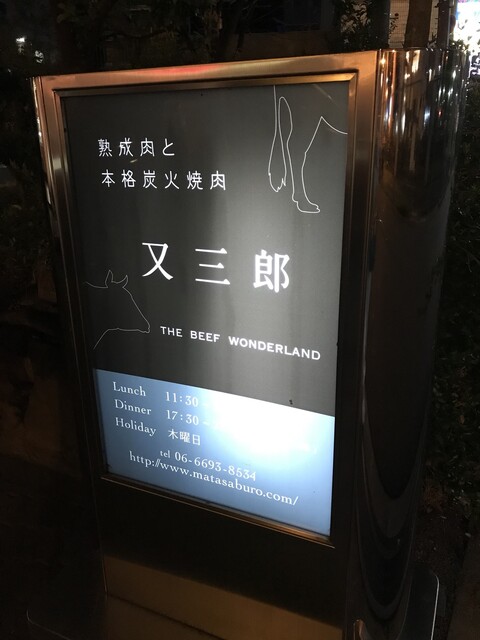 熟成肉と
本格炭火焼肉
又三郎
THE BEEF WONDERLAND
Lunch 11:30 -
Dinner 17:30 -
Holiday 木曜日
tel 06-6693-8534
http://www.matasaburo.com/